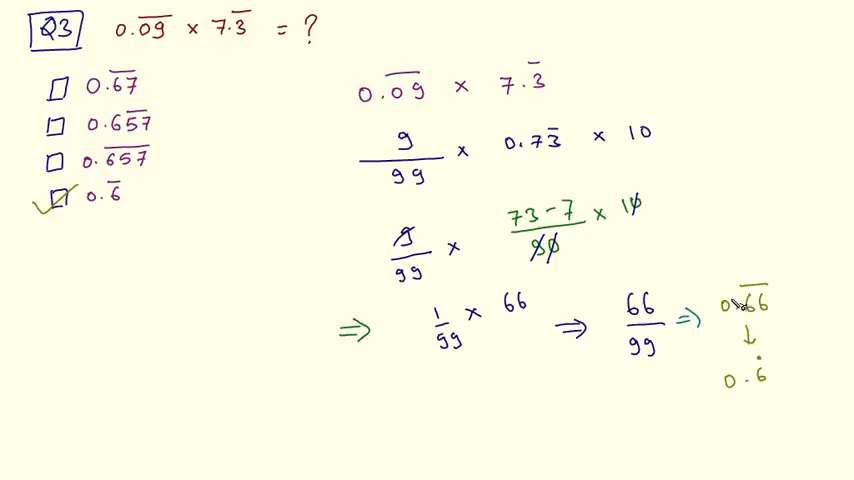 Q3 0.0̅9̅ × 7.3̅ = ?
☐ 0.6̅7̅
☐ 0.65̅7̅
☐ 0.6̅5̅7̅
☑ 0.6̅
0.0̅9̅ × 7.3̅
9/99 × 0.73̅ × 10
9/99 × (73-7)/90 × 10
⇒ 1/99 × 66 ⇒ 66/99 ⇒ 0.6̅6̅
↓
0.6̇